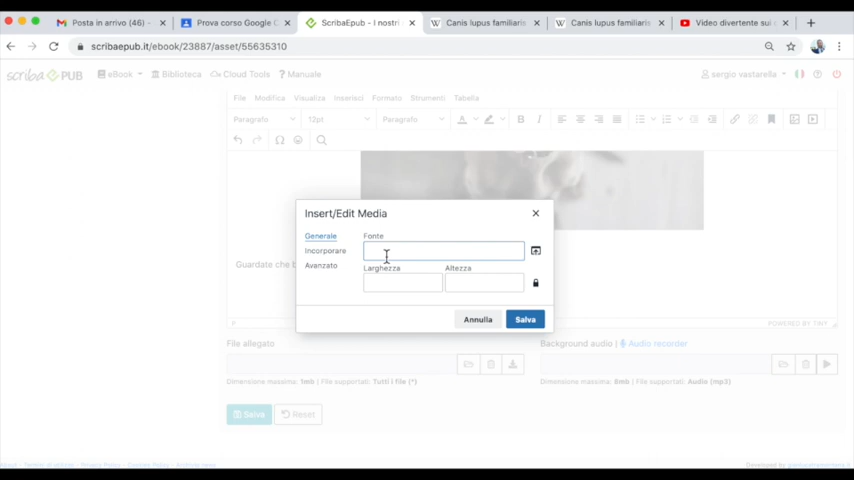 Posta in arrivo (46) -
Prova corso Google C
ScribaEpub - I nostri
Canis lupus familiaris
Canis lupus familiaris
Video divertente sui c
scribaepub.it/ebook/23887/asset/55635310
scriba ePUB
eBook
Biblioteca
Cloud Tools
Manuale
sergio vastarella
File Modifica Visualizza Inserisci Formato Strumenti Tabella
Paragrafo 12pt Paragrafo
Insert/Edit Media
Generale Fonte
Incorporare
Avanzato
Larghezza Altezza
Guardate che b
Annulla Salva
P
POWERED BY TINY
File allegato
Background audio | Audio recorder
Dimensione massima: 1mb | File supportati: Tutti i file (*)
Dimensione massima: 8mb | File supportati: Audio (mp3)
Salva Reset